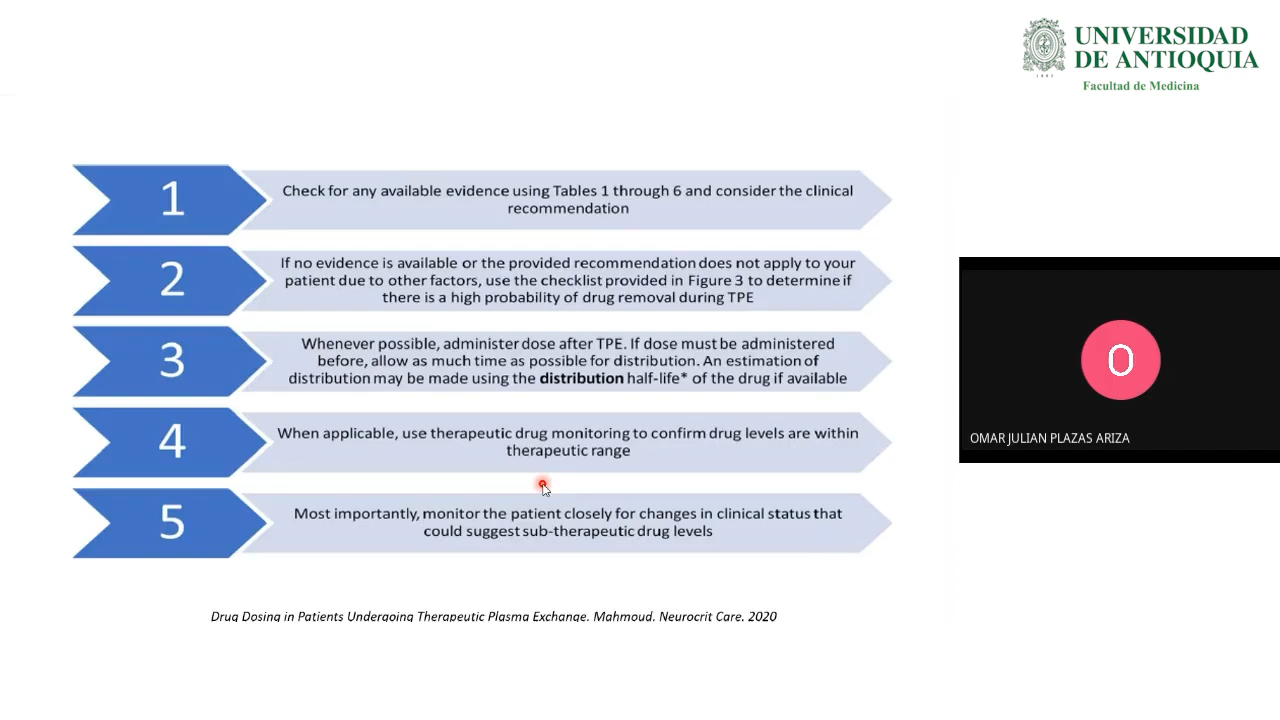 UNIVERSIDAD
DE ANTIOQUIA
1803
Facultad de Medicina
1
Check for any available evidence using Tables 1 through 6 and consider the clinical
recommendation
2
If no evidence is available or the provided recommendation does not apply to your
patient due to other factors, use the checklist provided in Figure 3 to determine if
there is a high probability of drug removal during TPE
3
Whenever possible, administer dose after TPE. If dose must be administered
before, allow as much time as possible for distribution. An estimation of
distribution may be made using the distribution half-life* of the drug if available
4
When applicable, use therapeutic drug monitoring to confirm drug levels are within
therapeutic range
5
Most importantly, monitor the patient closely for changes in clinical status that
could suggest sub-therapeutic drug levels
O
OMAR JULIAN PLAZAS ARIZA
Drug Dosing in Patients Undergoing Therapeutic Plasma Exchange. Mahmoud. Neurocrit Care. 2020